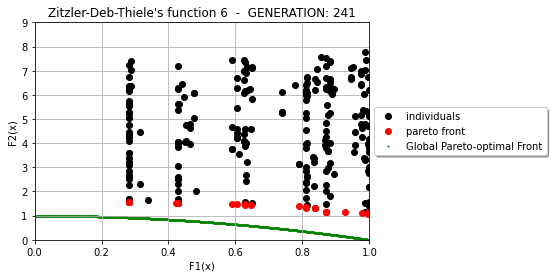 Zitzler-Deb-Thiele's function 6 - GENERATION: 241
9
8
7
6
5
4
3
2
1
0
F2(x)
0.0 0.2 0.4 0.6 0.8 1.0
F1(x)
individuals
pareto front
Global Pareto-optimal Front